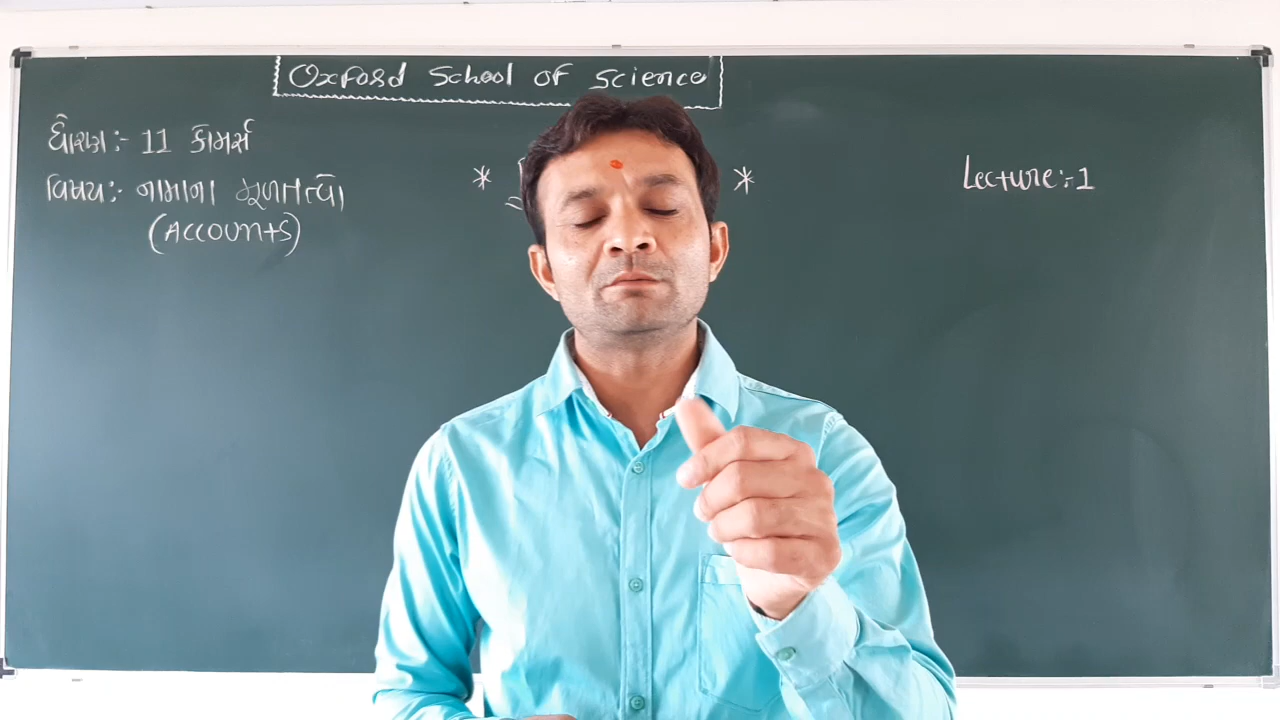 Oxford School of Science
ધોરણ :- 11 કોમર્સ
વિષય :- નામાના મૂળતત્વો
(Accounts)
*
*
Lecture :- 1